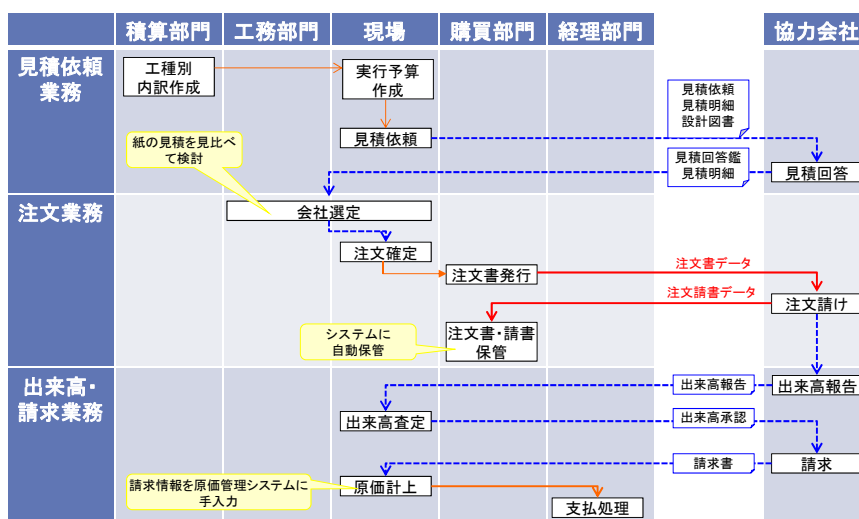 積算部門
工務部門
現場
購買部門
経理部門
協力会社
見積依頼
業務
工種別
内訳作成
実行予算
作成
見積依頼
見積明細
設計図書
見積依頼
紙の見積を見比べ
て検討
見積回答鑑
見積明細
見積回答
注文業務
会社選定
注文確定
注文書発行
注文書データ
注文請書データ
注文請け
システムに
自動保管
注文書・請書
保管
出来高・
請求業務
出来高報告
出来高報告
出来高査定
出来高承認
請求書
請求
請求情報を原価管理システムに
手入力
原価計上
支払処理